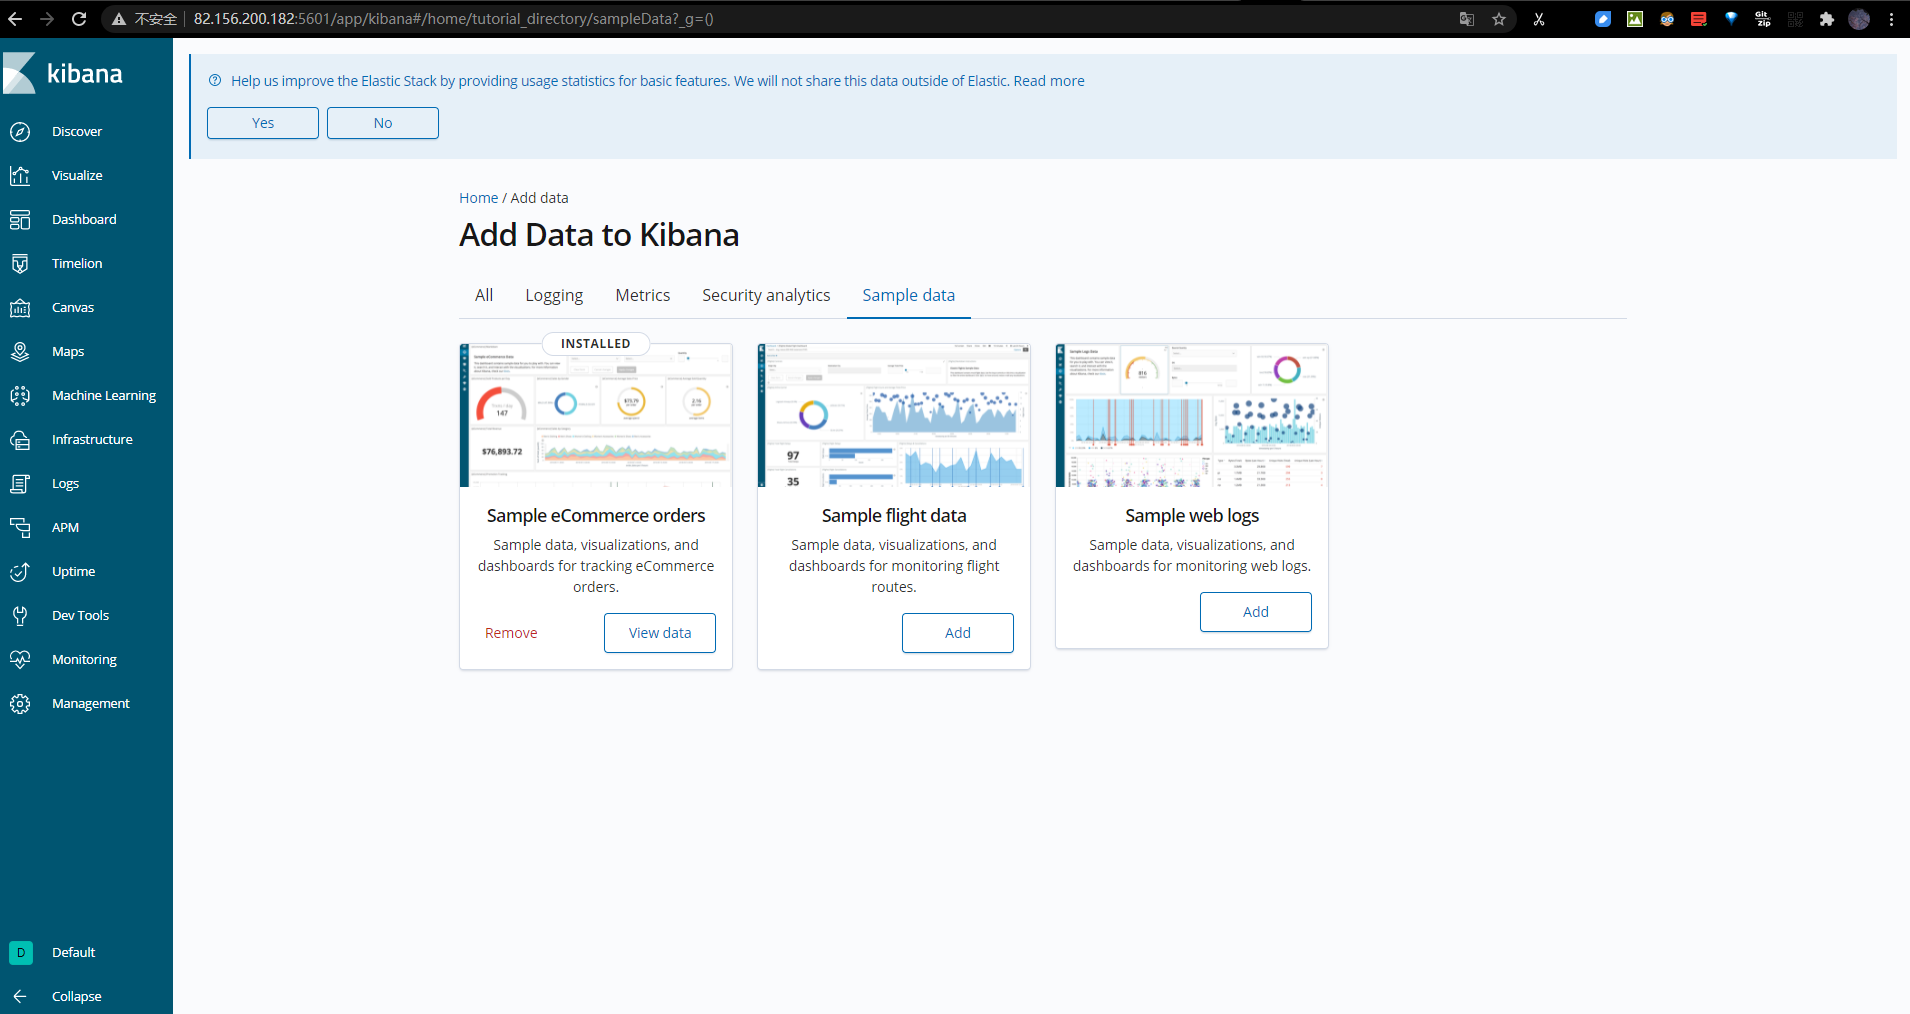 不安全 82.156.200.182:5601/app/kibana#/home/tutorial_directory/sampleData?_g=()
Git
Zip
kibana
Discover
Visualize
Dashboard
Timelion
Canvas
Maps
Machine Learning
Infrastructure
Logs
APM
Uptime
Dev Tools
Monitoring
Management
D Default
Collapse
Help us improve the Elastic Stack by providing usage statistics for basic features. We will not share this data outside of Elastic. Read more
Yes No
Home / Add data
Add Data to Kibana
All Logging Metrics Security analytics Sample data
INSTALLED
147
$76,893.72
Sample eCommerce orders
Sample data, visualizations, and
dashboards for tracking eCommerce
orders.
Remove View data
97
35
Sample flight data
Sample data, visualizations, and
dashboards for monitoring flight
routes.
Add
Sample web logs
Sample data, visualizations, and
dashboards for monitoring web logs.
Add